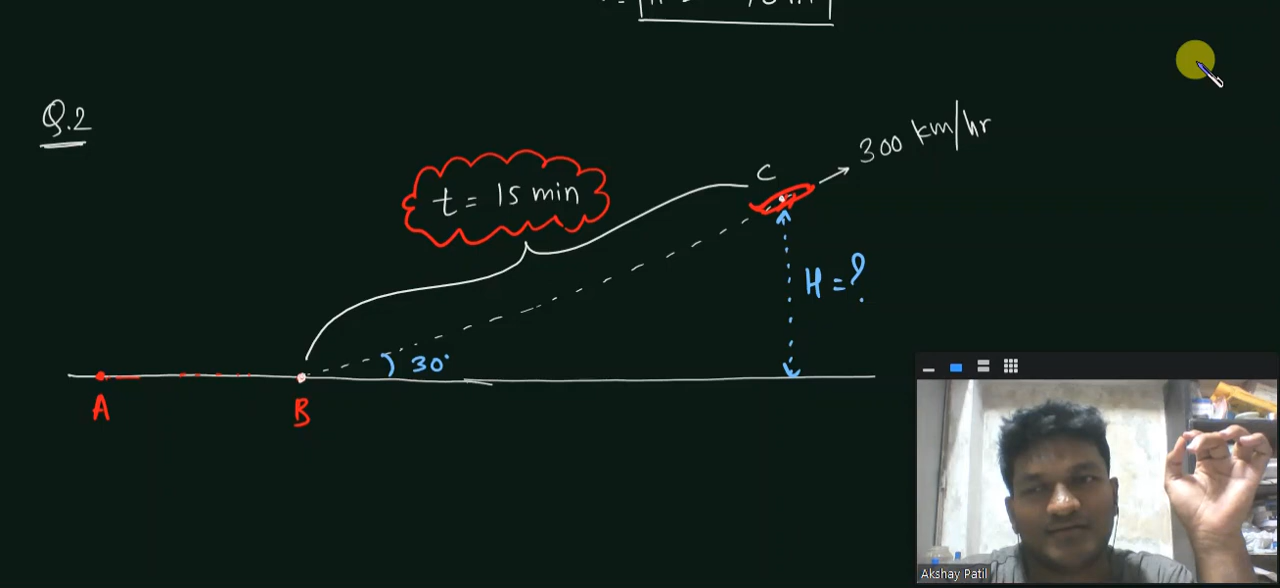 Q.2
300 km/hr
C
t = 15 min
H = ?
30°
A
B
Akshay Patil